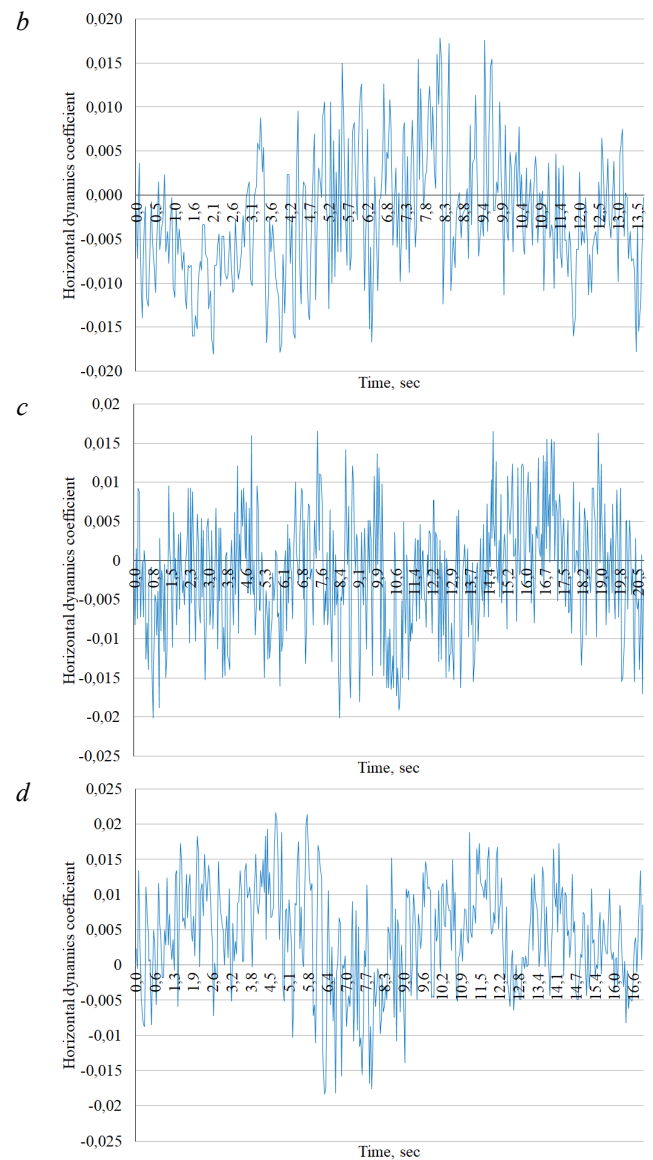 b
Horizontal dynamics coefficient
0,020
0,015
0,010
0,005
0,000
-0,005
-0,010
-0,015
-0,020
0,0 0,5 1,0 1,6 2,1 2,6 3,1 3,6 4,2 4,7 5,2 5,7 6,2 6,8 7,3 7,8 8,3 8,8 9,4 9,9 10,4 10,9 11,4 12,0 12,5 13,0 13,5
Time, sec
c
Horizontal dynamics coefficient
0,02
0,015
0,01
0,005
0
-0,005
-0,01
-0,015
-0,02
-0,025
0,0 0,8 1,5 2,3 3,0 3,8 4,6 5,3 6,1 6,8 7,6 8,4 9,1 9,9 10,6 11,4 12,2 12,9 13,7 14,4 15,2 16,0 16,7 17,5 18,2 19,0 19,8 20,5
Time, sec
d
Horizontal dynamics coefficient
0,025
0,02
0,015
0,01
0,005
0
-0,005
-0,01
-0,015
-0,02
-0,025
0,0 0,6 1,3 1,9 2,6 3,2 3,8 4,5 5,1 5,8 6,4 7,0 7,7 8,3 9,0 9,6 10,2 10,9 11,5 12,2 12,8 13,4 14,1 14,7 15,4 16,0 16,6
Time, sec